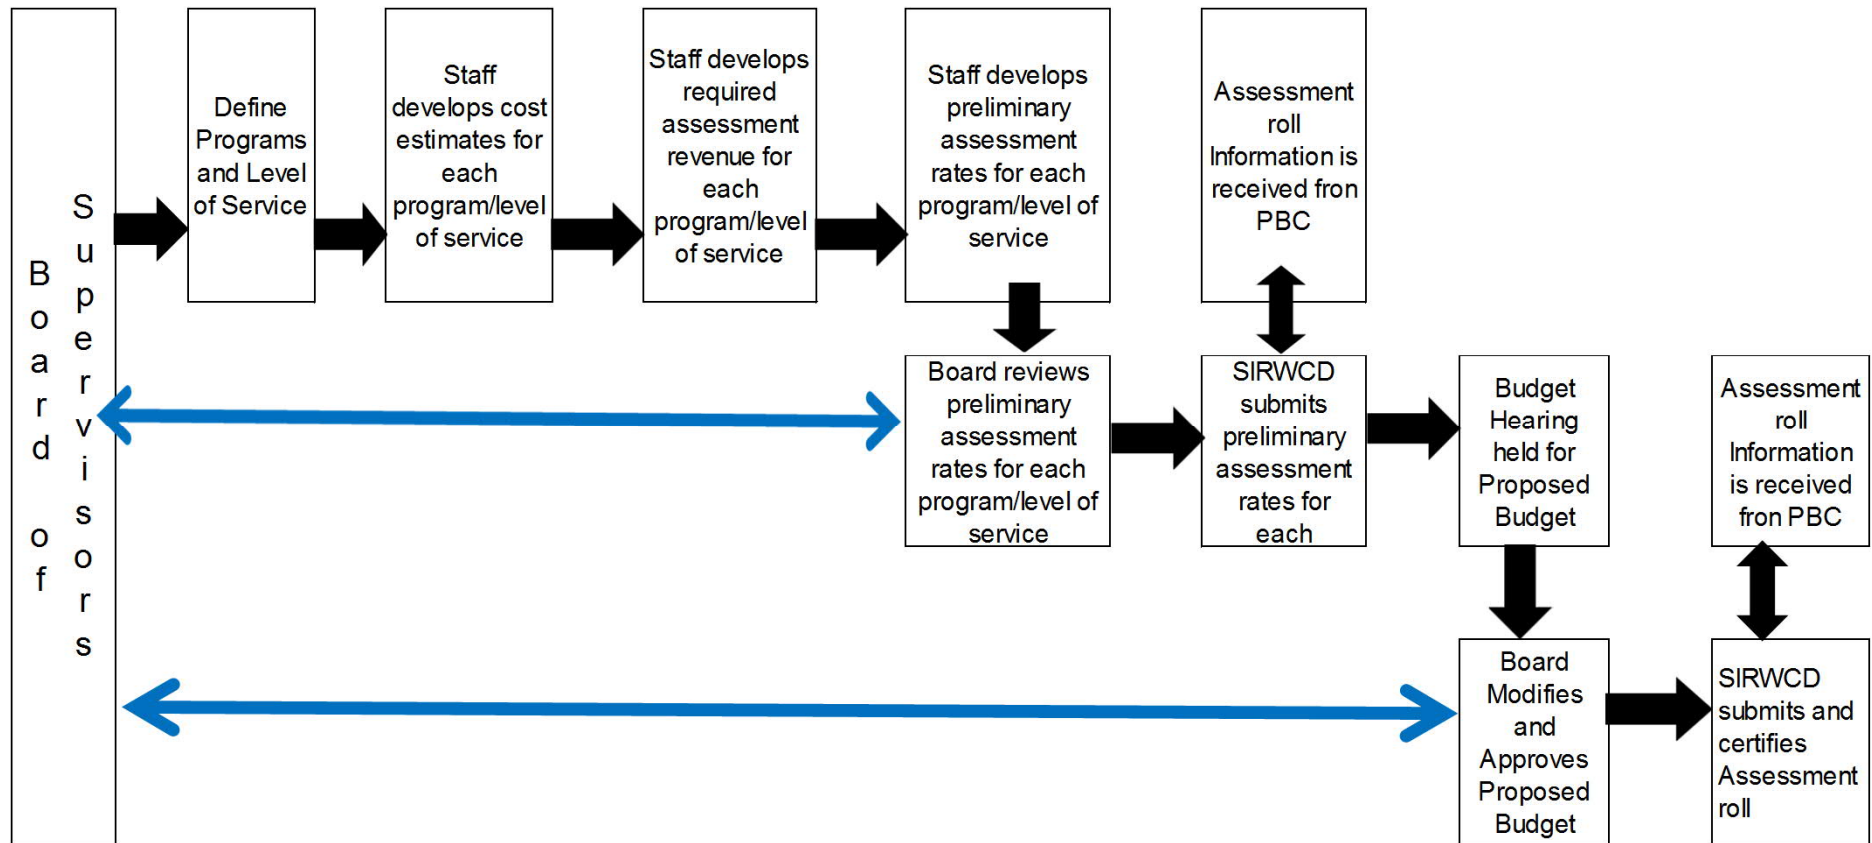 Board of
Supervisors
Define
Programs
and Level
of Service
Staff
develops cost
estimates for
each
program/level
of service
Staff develops
required
assessment
revenue for
each
program/level
of service
Staff develops
preliminary
assessment
rates for each
program/level of
service
Assessment
roll
Information is
received fron
PBC
Board reviews
preliminary
assessment
rates for each
program/level of
service
SIRWCD
submits
preliminary
assessment
rates for
each
Budget
Hearing
held for
Proposed
Budget
Assessment
roll
Information
is received
fron PBC
Board
Modifies
and
Approves
Proposed
Budget
SIRWCD
submits and
certifies
Assessment
roll